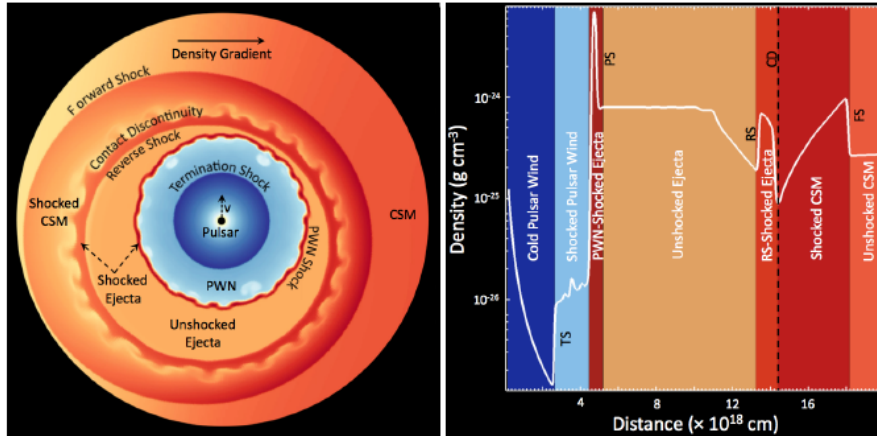 Density Gradient
Forward Shock
Contact Discontinuity
Reverse Shock
Termination Shock
v
Pulsar
Shocked
CSM
CSM
PWN Shock
Shocked
Ejecta
PWN
Unshocked
Ejecta
Density (g cm⁻³)
10⁻²⁴
10⁻²⁵
10⁻²⁶
Cold Pulsar Wind
TS
Shocked Pulsar Wind
PWN-Shocked Ejecta
PS
Unshocked Ejecta
RS
RS-Shocked Ejecta
CD
Shocked CSM
FS
Unshocked CSM
4 8 12 16
Distance (× 10¹⁸ cm)